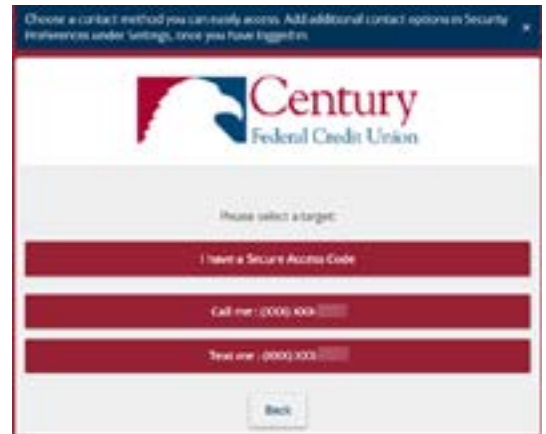 Choose a contact method you can easily access. Add additional contact options in Security
Preferences under Settings, once you have logged in.
×
Century
Federal Credit Union
Please select a target:
I have a Secure Access Code
Call me : (XXX) XXX-
Text me : (XXX) XXX-
Back